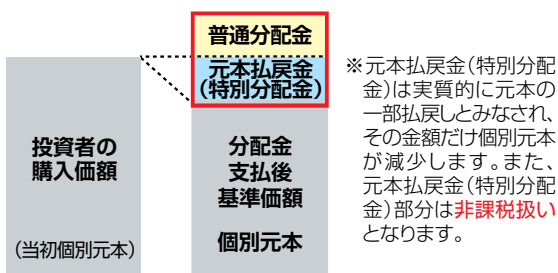 普通分配金
元本払戻金
(特別分配金)
投資者の
購入価額
(当初個別元本)
分配金
支払後
基準価額
個別元本
※元本払戻金(特別分配
金)は実質的に元本の
一部払戻しとみなされ、
その金額だけ個別元本
が減少します。また、
元本払戻金(特別分配
金)部分は非課税扱い
となります。